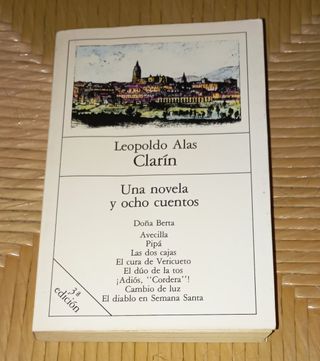 Leopoldo Alas
Clarín
Una novela
y ocho cuentos
Doña Berta
Avecilla
Pipá
Las dos cajas
El cura de Vericueto
El dúo de la tos
¡Adiós, "Cordera"!
Cambio de luz
El diablo en Semana Santa
3ª
edición